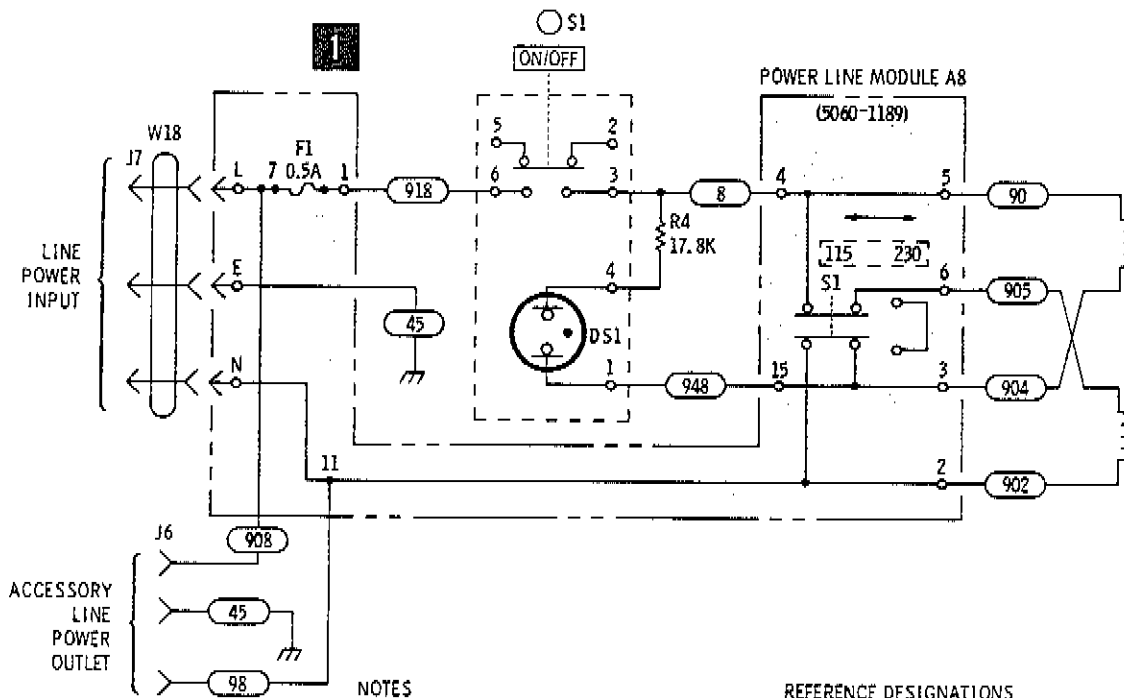 1
S1
ON/OFF
POWER LINE MODULE A8
(5060-1189)
W18
J7
L
7
F1
0.5A
1
918
5
2
6
3
8
4
5
90
R4
17.8K
115 230
S1
6
905
LINE
POWER
INPUT
E
45
4
DS1
N
1
948
15
3
904
11
2
902
J6
908
ACCESSORY
LINE
POWER
OUTLET
45
98
NOTES
REFERENCE DESIGNATIONS